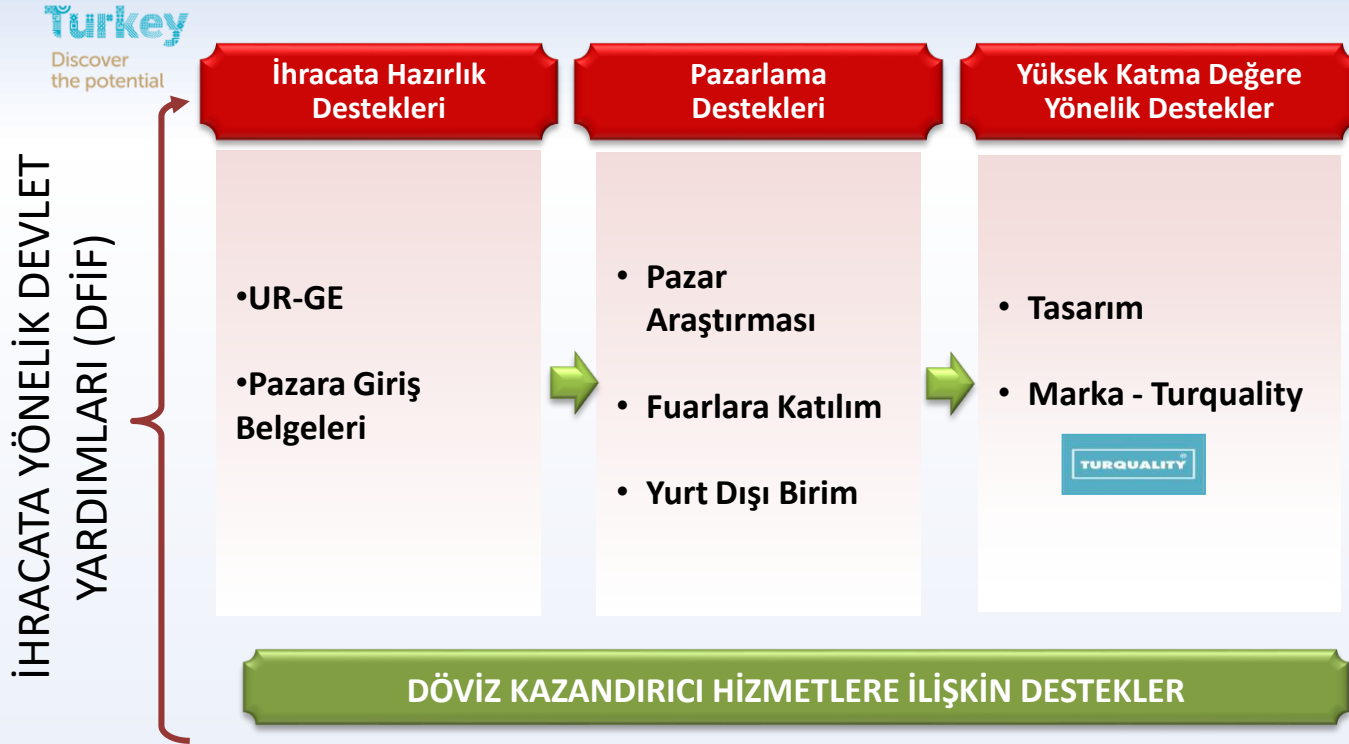 Turkey
Discover
the potential
İHRACATA YÖNELİK DEVLET
YARDIMLARI (DFİF)
İhracata Hazırlık
Destekleri
•UR-GE
•Pazara Giriş
Belgeleri
Pazarlama
Destekleri
• Pazar
Araştırması
• Fuarlara Katılım
• Yurt Dışı Birim
Yüksek Katma Değere
Yönelik Destekler
• Tasarım
• Marka - Turquality
TURQUALITY®
DÖVİZ KAZANDIRICI HİZMETLERE İLİŞKİN DESTEKLER